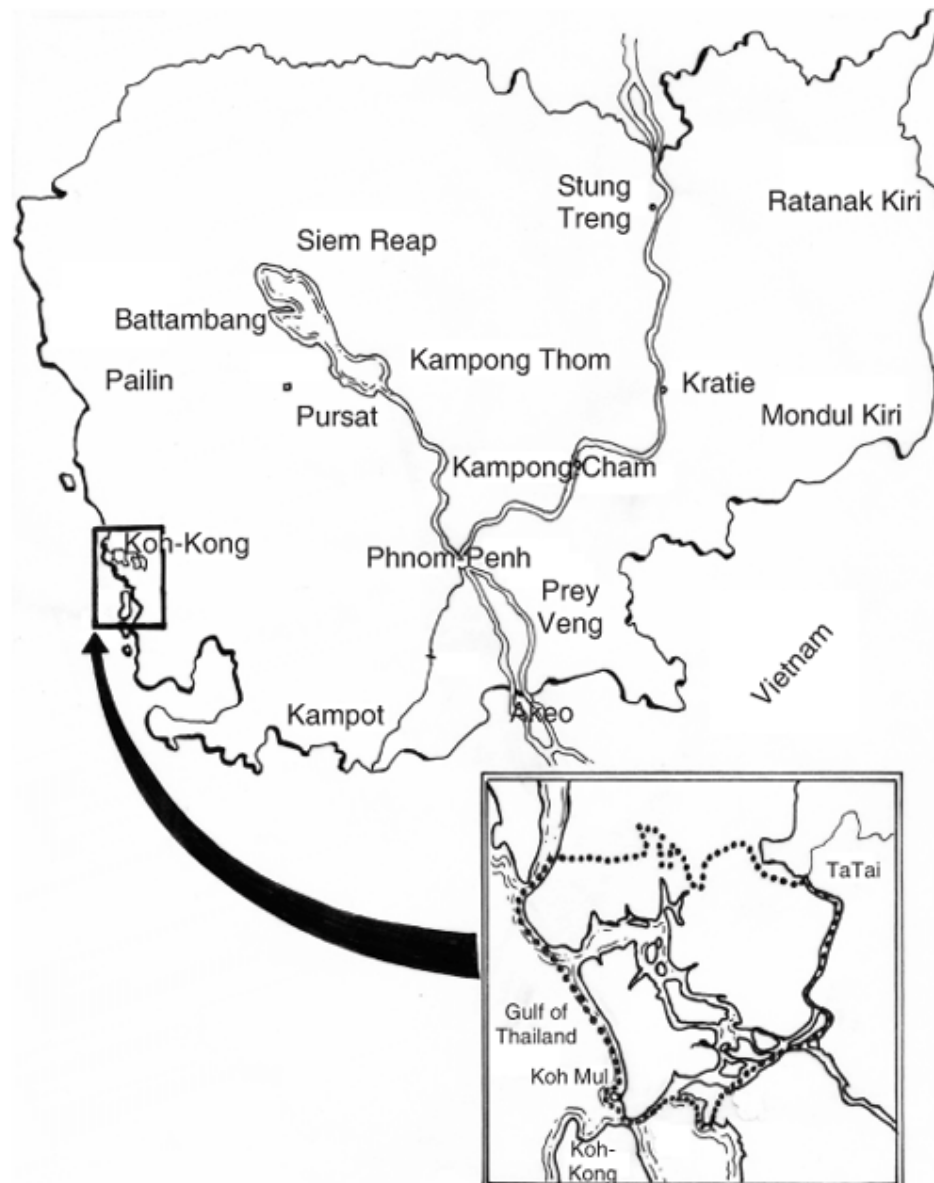 Stung
Treng
Ratanak Kiri
Siem Reap
Battambang
Kampong Thom
Pailin
Pursat
Kratie
Mondul Kiri
Kampong Cham
Koh-Kong
Phnom-Penh
Prey
Veng
Vietnam
Kampot
Akeo
TaTai
Gulf of
Thailand
Koh Mul
Koh-
Kong